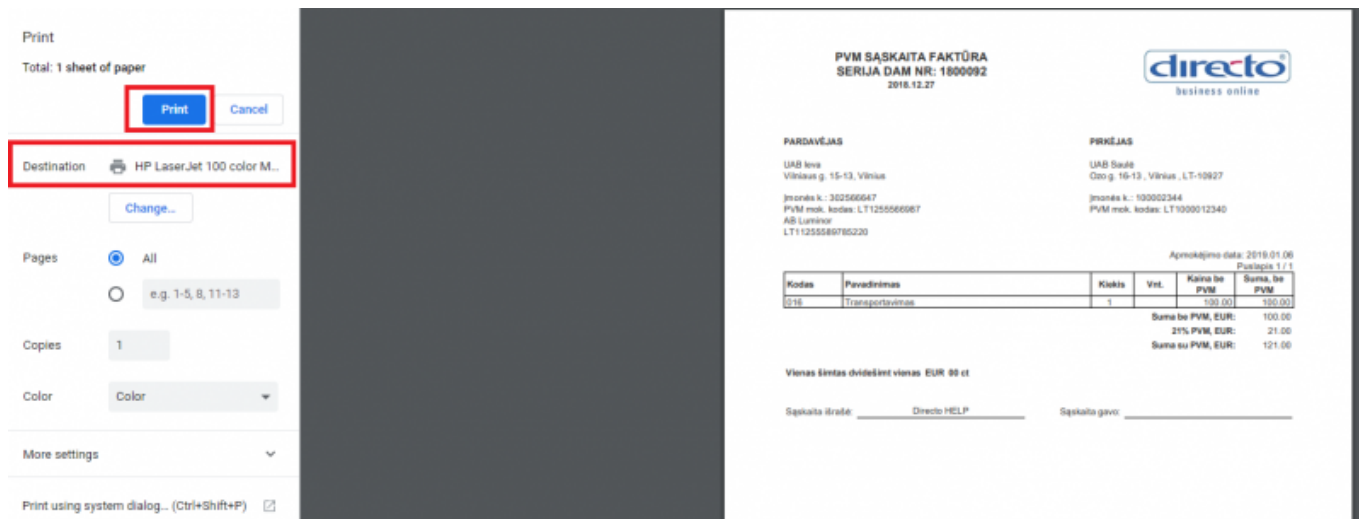 Print
Total: 1 sheet of paper
Print Cancel
Destination HP LaserJet 100 color M...
Change...
Pages All
e.g. 1-5, 8, 11-13
Copies 1
Color Color
More settings
Print using system dialog... (Ctrl+Shift+P)
PVM SĄSKAITA FAKTŪRA
SERIJA DAM NR: 1800092
2018.12.27
directo
business online
PARDAVĖJAS
UAB Ieva
Vilniaus g. 15-13, Vilnius
Įmonės k.: 302566647
PVM mok. kodas: LT1255566987
AB Luminor
LT11255589785220
PIRKĖJAS
UAB Saulė
Ozo g. 16-13 , Vilnius , LT-10927
Įmonės k.: 100002344
PVM mok. kodas: LT1000012340
Apmokėjimo data: 2019.01.06
Puslapis 1 / 1
Kodas Pavadinimas Kiekis Vnt. Kaina be PVM Suma, be PVM
016 Transportavimas 1 100.00 100.00
Suma be PVM, EUR: 100.00
21% PVM, EUR: 21.00
Suma su PVM, EUR: 121.00
Vienas šimtas dvidešimt vienas EUR 00 ct
Sąskaita išrašė: Directo HELP Sąskaita gavo: